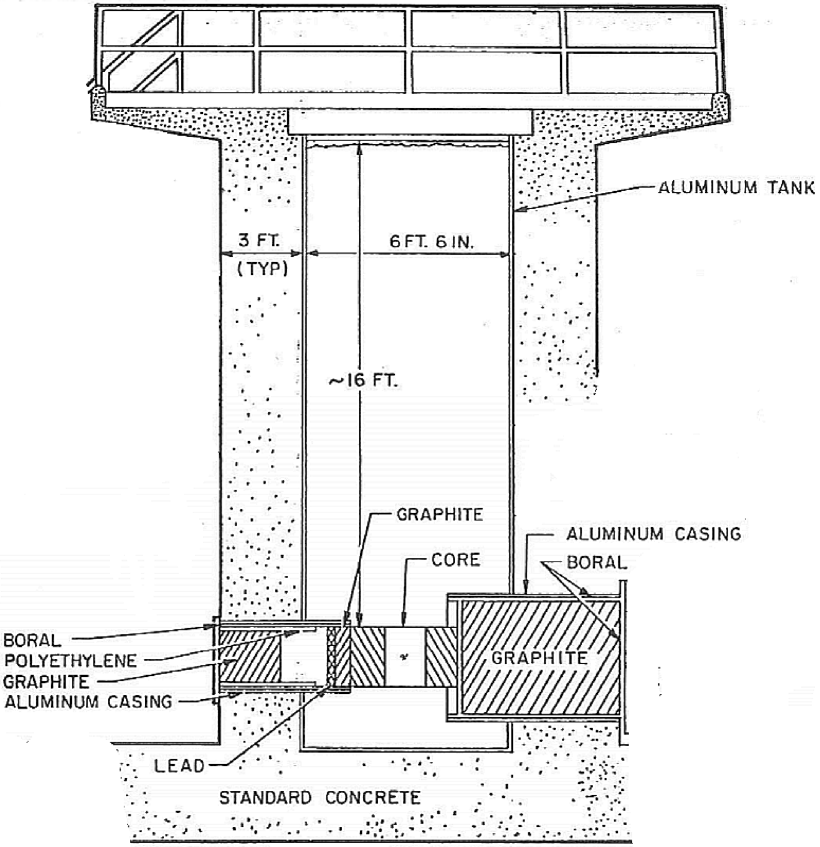 ALUMINUM TANK
3 FT.
(TYP)
6 FT. 6 IN.
~16 FT.
GRAPHITE
CORE
ALUMINUM CASING
BORAL
GRAPHITE
BORAL
POLYETHYLENE
GRAPHITE
ALUMINUM CASING
LEAD
STANDARD CONCRETE